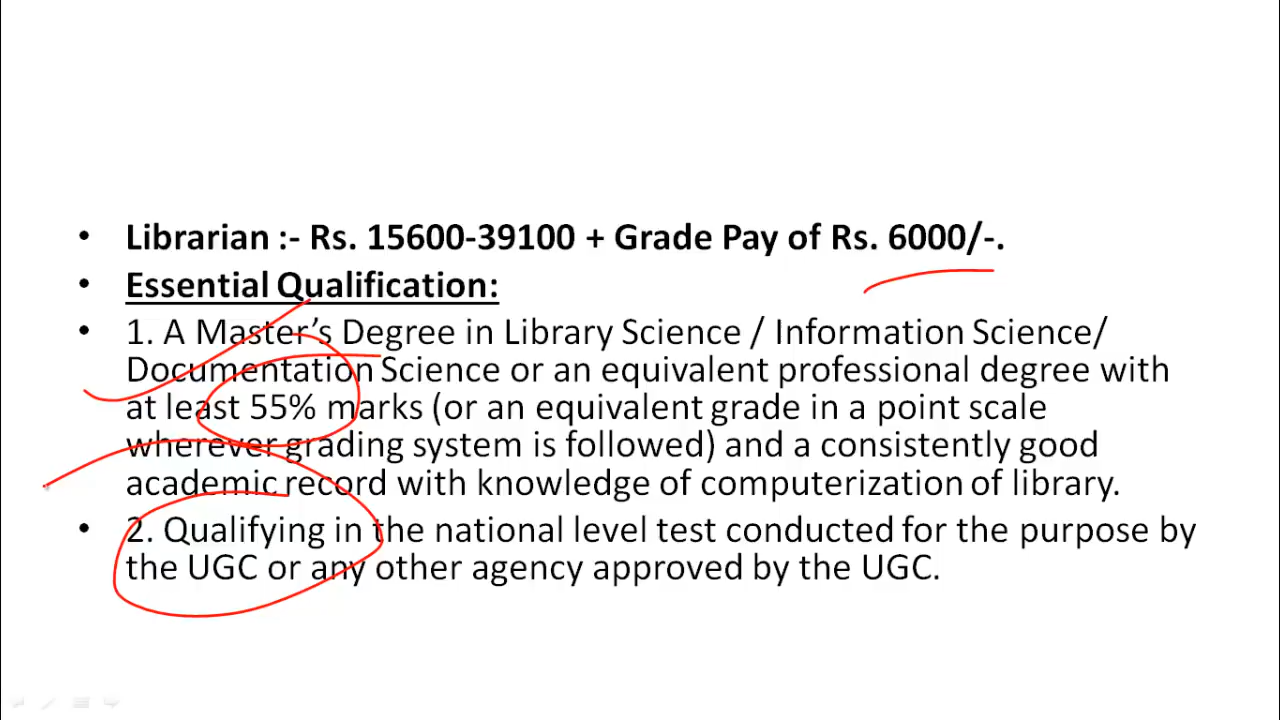 • Librarian :- Rs. 15600-39100 + Grade Pay of Rs. 6000/-.
• Essential Qualification:
• 1. A Master’s Degree in Library Science / Information Science/
Documentation Science or an equivalent professional degree with
at least 55% marks (or an equivalent grade in a point scale
wherever grading system is followed) and a consistently good
academic record with knowledge of computerization of library.
• 2. Qualifying in the national level test conducted for the purpose by
the UGC or any other agency approved by the UGC.